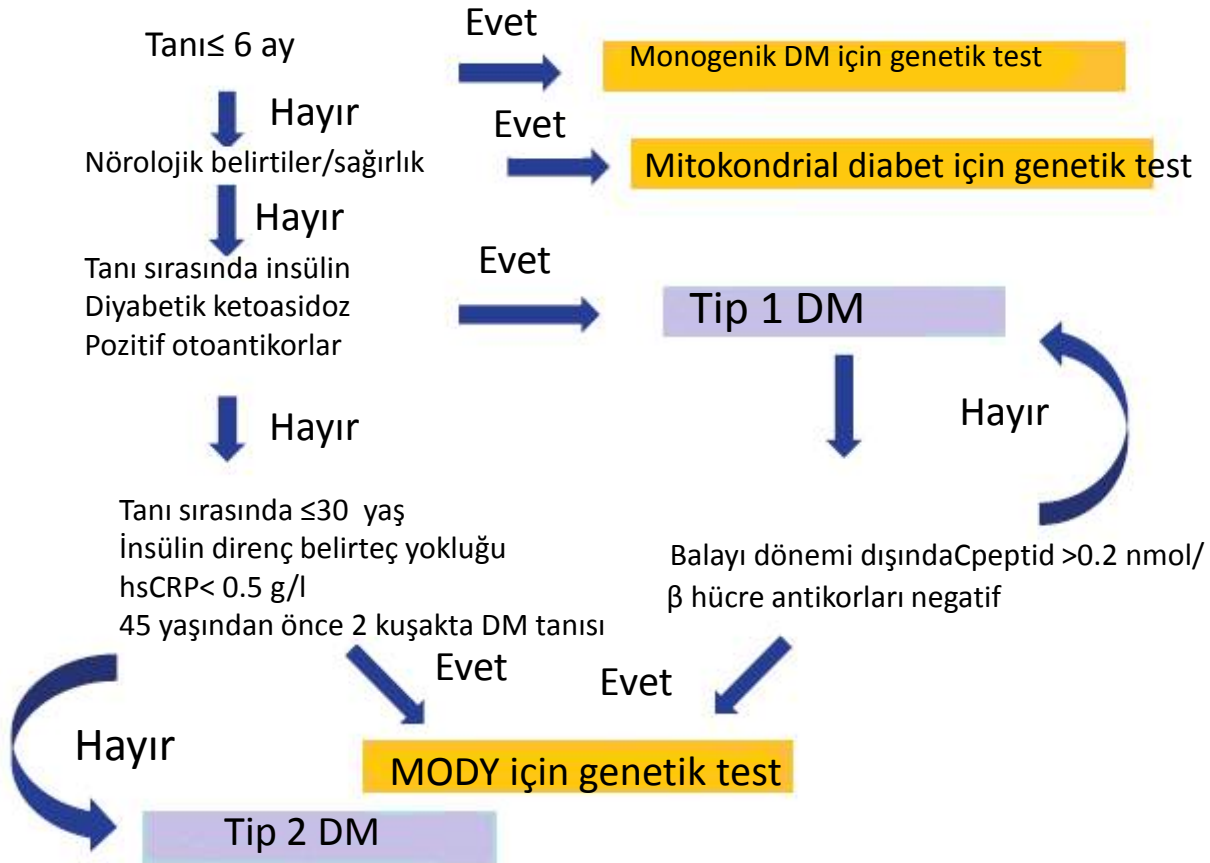 Tanı≤ 6 ay
Evet
Monogenik DM için genetik test
Hayır
Evet
Nörolojik belirtiler/sağırlık
Mitokondrial diabet için genetik test
Hayır
Tanı sırasında insülin
Diyabetik ketoasidoz
Pozitif otoantikorlar
Evet
Tip 1 DM
Hayır
Hayır
Tanı sırasında ≤30 yaş
İnsülin direnç belirteç yokluğu
hsCRP< 0.5 g/l
45 yaşından önce 2 kuşakta DM tanısı
Balayı dönemi dışındaCpeptid >0.2 nmol/
β hücre antikorları negatif
Evet
Evet
Hayır
MODY için genetik test
Tip 2 DM